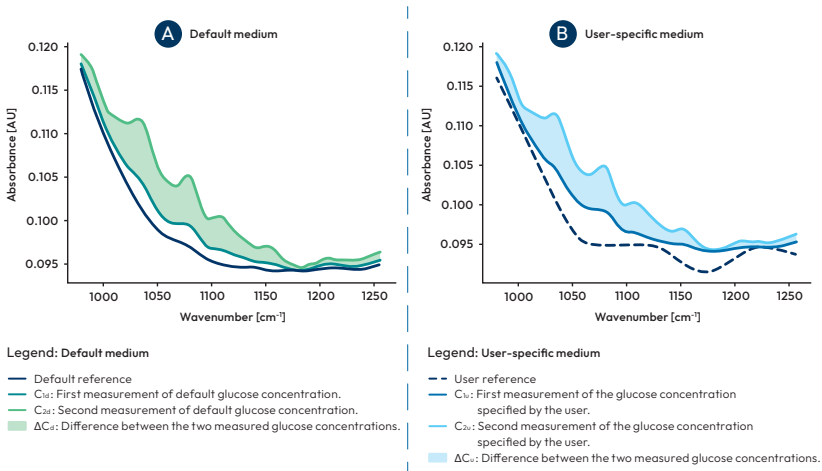 A Default medium
0.120
0.115
0.110
0.105
0.100
0.095
Absorbance [AU]
1000 1050 1100 1150 1200 1250
Wavenumber [cm⁻¹]
Legend: Default medium
Default reference
C₁d: First measurement of default glucose concentration.
C₂d: Second measurement of default glucose concentration.
ΔCd: Difference between the two measured glucose concentrations.
B User-specific medium
0.120
0.115
0.110
0.105
0.100
0.095
Absorbance [AU]
1000 1050 1100 1150 1200 1250
Wavenumber [cm⁻¹]
Legend: User-specific medium
User reference
C₁ᵤ: First measurement of the glucose concentration
specified by the user.
C₂ᵤ: Second measurement of the glucose concentration
specified by the user.
ΔCᵤ: Difference between the two measured glucose concentrations.